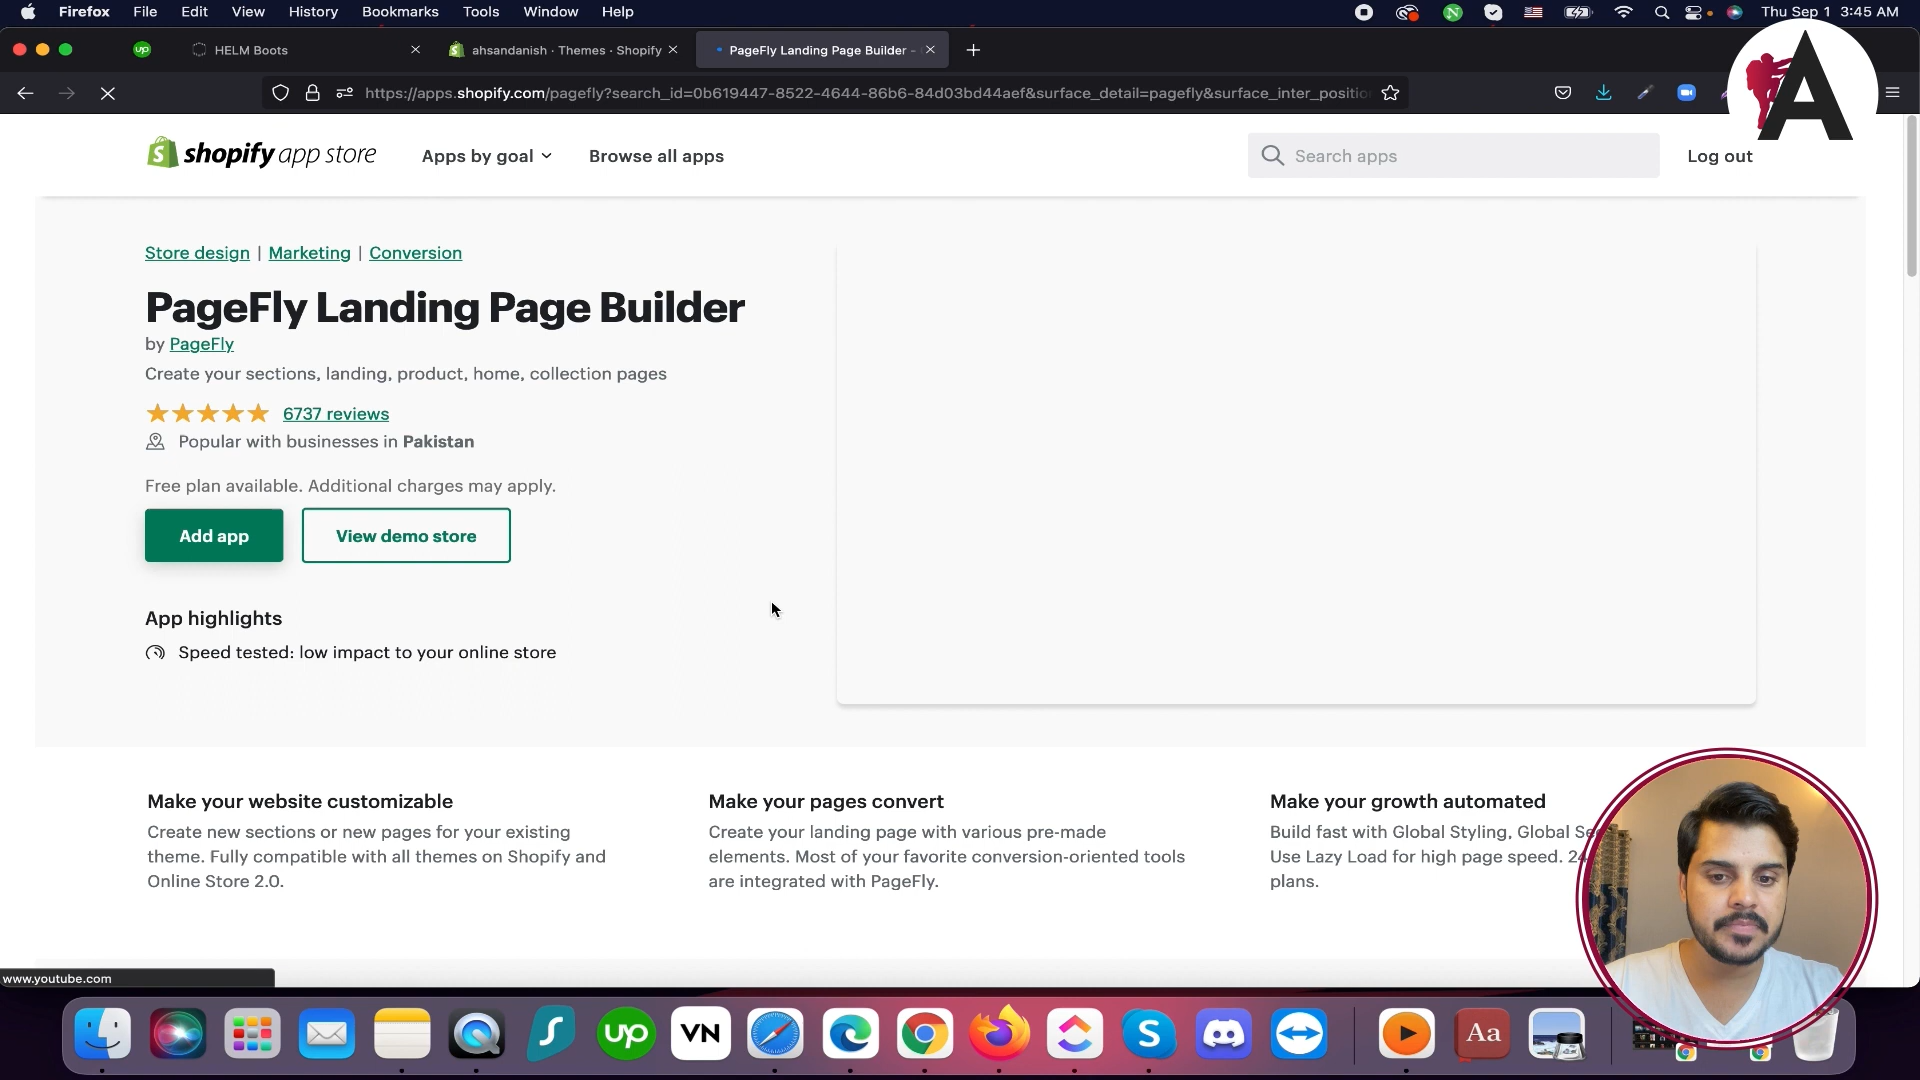 Firefox File Edit View History Bookmarks Tools Window Help
Thu Sep 1 3:45 AM
HELM Boots
ahsandanish · Themes · Shopify
PageFly Landing Page Builder -
https://apps.shopify.com/pagefly?search_id=0b619447-8522-4644-86b6-84d03bd44aef&surface_detail=pagefly&surface_inter_positio
shopify app store
Apps by goal
Browse all apps
Search apps
Log out
A
Store design | Marketing | Conversion
PageFly Landing Page Builder
by PageFly
Create your sections, landing, product, home, collection pages
6737 reviews
Popular with businesses in Pakistan
Free plan available. Additional charges may apply.
Add app
View demo store
App highlights
Speed tested: low impact to your online store
Make your website customizable
Create new sections or new pages for your existing
theme. Fully compatible with all themes on Shopify and
Online Store 2.0.
Make your pages convert
Create your landing page with various pre-made
elements. Most of your favorite conversion-oriented tools
are integrated with PageFly.
Make your growth automated
Build fast with Global Styling, Global
Use Lazy Load for high page speed.
plans.
www.youtube.com
up
VN
S
Aa